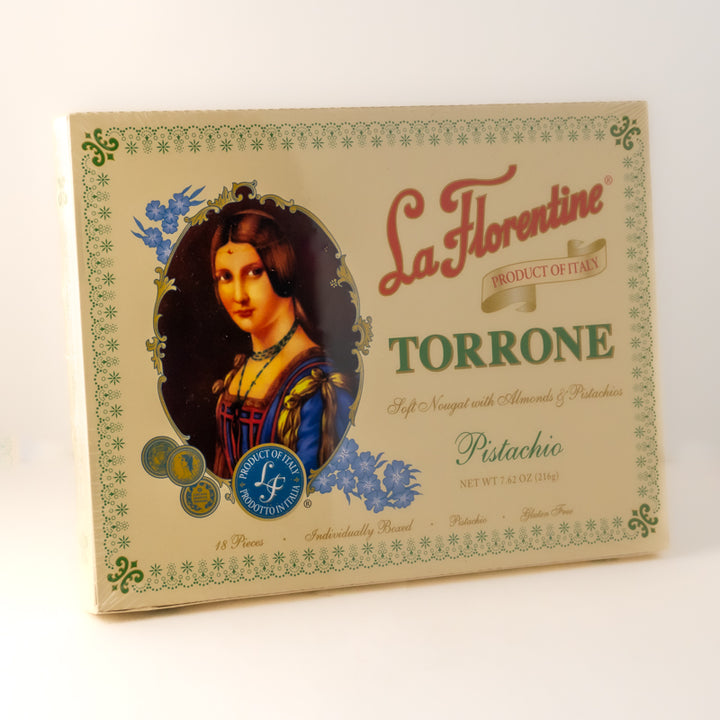 La Florentine®
PRODUCT OF ITALY
TORRONE
Soft Nougat with Almonds & Pistachios
Pistachio
NET WT 7.62 OZ (216g)
PRODUCT OF ITALY
LF
PRODOTTO IN ITALIA
®
18 Pieces · Individually Boxed · Pistachio · Gluten Free